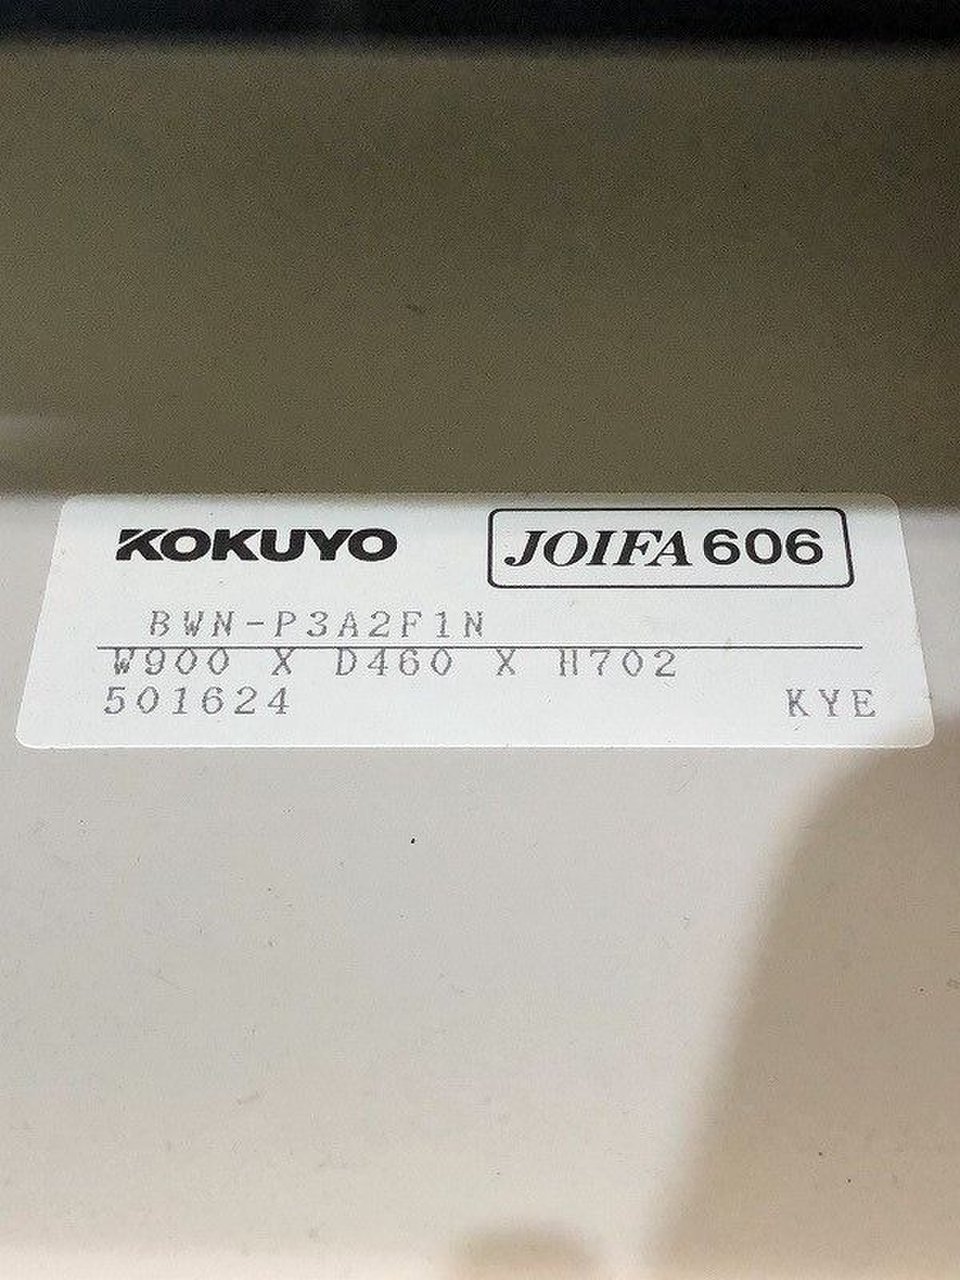 KOKUYO JOIFA 606
BWN-P3A2F1N
W900 X D460 X H702
501624 KYE